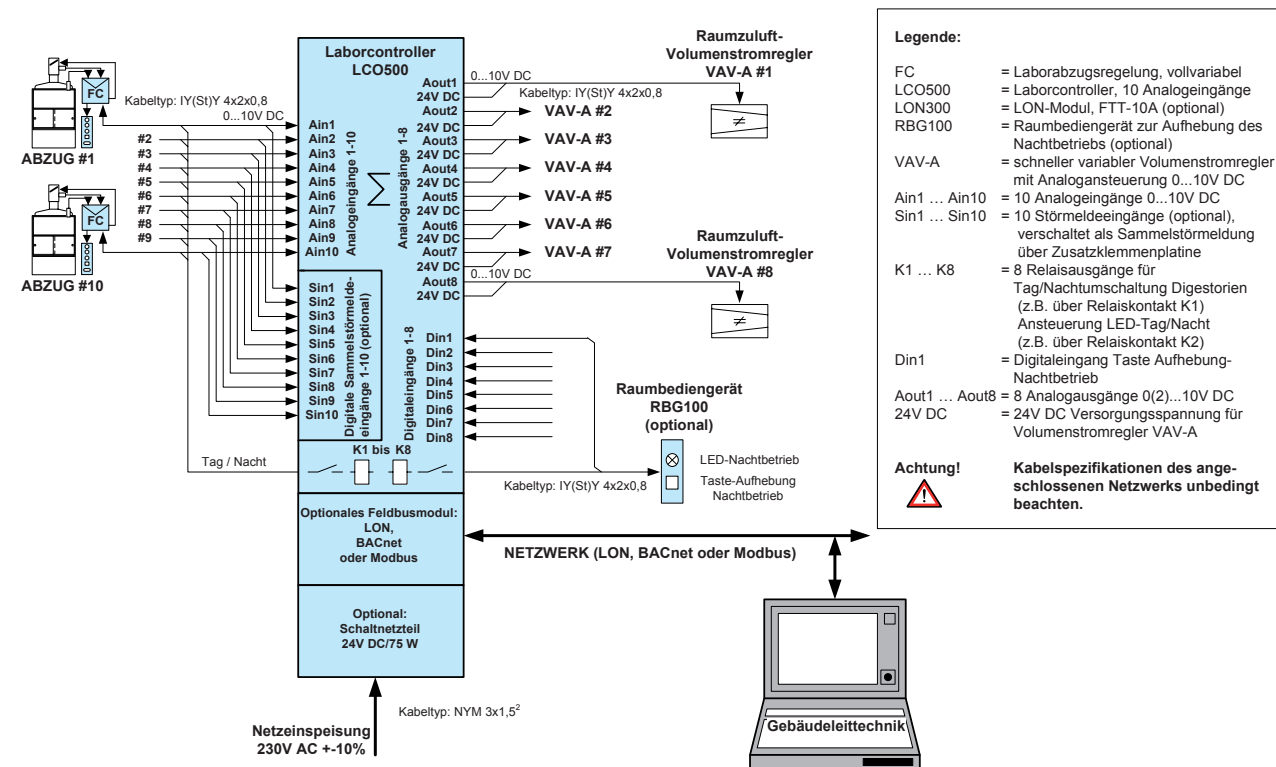 Laborcontroller
LCO500
FC
Kabeltyp: IY(St)Y 4x2x0,8
0...10V DC
ABZUG #1
#2
#3
#4
#5
#6
#7
#8
#9
FC
ABZUG #10
Ain1
Ain2
Ain3
Ain4
Ain5
Ain6
Ain7
Ain8
Ain9
Ain10
Analogeingänge 1-10
Σ
Analogausgänge 1-8
Aout1
24V DC
Aout2
24V DC
Aout3
24V DC
Aout4
24V DC
Aout5
24V DC
Aout6
24V DC
Aout7
24V DC
Aout8
24V DC
Sin1
Sin2
Sin3
Sin4
Sin5
Sin6
Sin7
Sin8
Sin9
Sin10
Digitale Sammelstörmelde-
eingänge 1-10 (optional)
Digitaleingänge 1-8
Din1
Din2
Din3
Din4
Din5
Din6
Din7
Din8
K1 bis K8
Tag / Nacht
Optionales Feldbusmodul:
LON,
BACnet
oder Modbus
Optional:
Schaltnetzteil
24V DC/75 W
Kabeltyp: NYM 3x1,5²
Netzeinspeisung
230V AC +-10%
Raumzuluft-
Volumenstromregler
VAV-A #1
0...10V DC
Kabeltyp: IY(St)Y 4x2x0,8
≠
VAV-A #2
VAV-A #3
VAV-A #4
VAV-A #5
VAV-A #6
VAV-A #7
Raumzuluft-
Volumenstromregler
VAV-A #8
0...10V DC
≠
Raumbediengerät
RBG100
(optional)
LED-Nachtbetrieb
Taste-Aufhebung
Nachtbetrieb
Kabeltyp: IY(St)Y 4x2x0,8
NETZWERK (LON, BACnet oder Modbus)
Gebäudeleittechnik
Legende:
FC = Laborabzugsregelung, vollvariabel
LCO500 = Laborcontroller, 10 Analogeingänge
LON300 = LON-Modul, FTT-10A (optional)
RBG100 = Raumbediengerät zur Aufhebung des
Nachtbetriebs (optional)
VAV-A = schneller variabler Volumenstromregler
mit Analogansteuerung 0...10V DC
Ain1 … Ain10 = 10 Analogeingänge 0...10V DC
Sin1 … Sin10 = 10 Störmeldeeingänge (optional),
verschaltet als Sammelstörmeldung
über Zusatzklemmenplatine
K1 … K8 = 8 Relaisausgänge für
Tag/Nachtumschaltung Digestorien
(z.B. über Relaiskontakt K1)
Ansteuerung LED-Tag/Nacht
(z.B. über Relaiskontakt K2)
Din1 = Digitaleingang Taste Aufhebung-
Nachtbetrieb
Aout1 … Aout8 = 8 Analogausgänge 0(2)...10V DC
24V DC = 24V DC Versorgungsspannung für
Volumenstromregler VAV-A
Achtung! Kabelspezifikationen des ange-
schlossenen Netzwerks unbedingt
beachten.